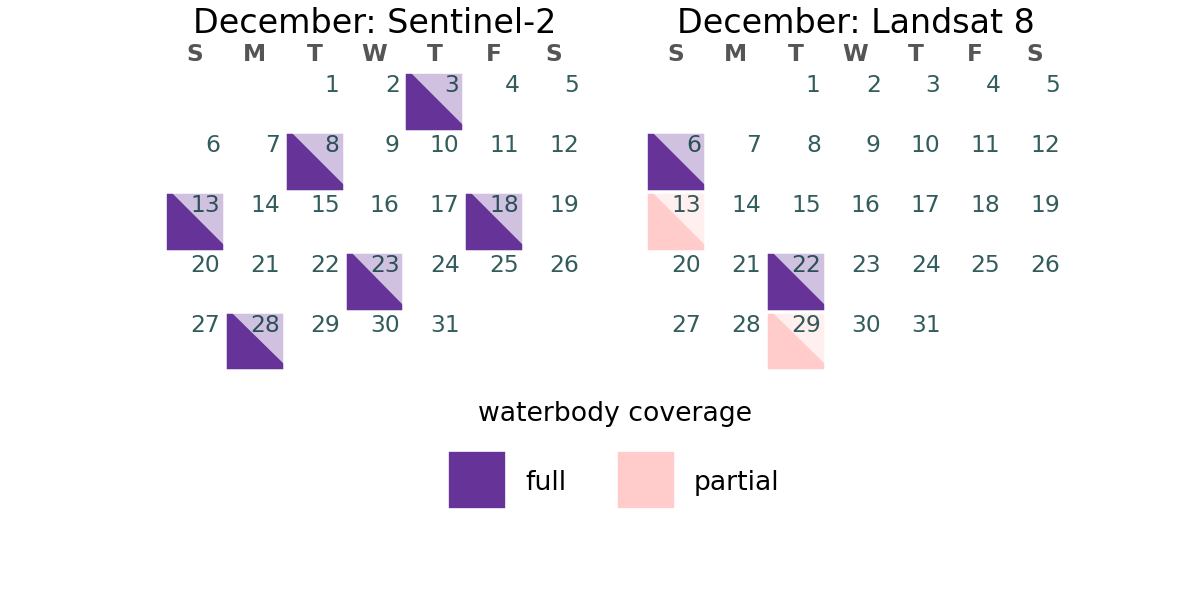 December: Sentinel-2
S M T W T F S
1 2 3 4 5
6 7 8 9 10 11 12
13 14 15 16 17 18 19
20 21 22 23 24 25 26
27 28 29 30 31
December: Landsat 8
S M T W T F S
1 2 3 4 5
6 7 8 9 10 11 12
13 14 15 16 17 18 19
20 21 22 23 24 25 26
27 28 29 30 31
waterbody coverage
full partial